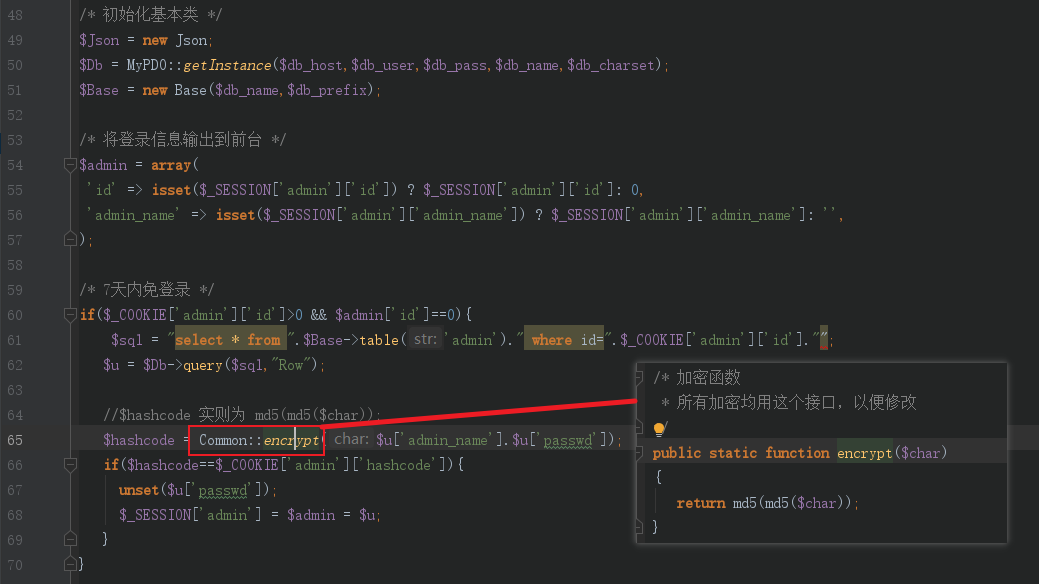 48 /* 初始化基本类 */
49 $Json = new Json;
50 $Db = MyPDO::getInstance($db_host,$db_user,$db_pass,$db_name,$db_charset);
51 $Base = new Base($db_name,$db_prefix);
52
53 /* 将登录信息输出到前台 */
54 $admin = array(
55 'id' => isset($_SESSION['admin']['id']) ? $_SESSION['admin']['id']: 0,
56 'admin_name' => isset($_SESSION['admin']['admin_name']) ? $_SESSION['admin']['admin_name']: '',
57 );
58
59 /* 7天内免登录 */
60 if($_COOKIE['admin']['id']>0 && $admin['id']==0){
61 $sql = "select * from ".$Base->table( str: 'admin')." where id=".$_COOKIE['admin']['id']."";
62 $u = $Db->query($sql,"Row");
63
64 //$hashcode 实则为 md5(md5($char));
65 $hashcode = Common::encrypt( char: $u['admin_name'].$u['passwd']);
66 if($hashcode==$_COOKIE['admin']['hashcode']){
67 unset($u['passwd']);
68 $_SESSION['admin'] = $admin = $u;
69 }
70 }
/* 加密函数
* 所有加密均用这个接口, 以便修改
*/
public static function encrypt($char)
{
return md5(md5($char));
}